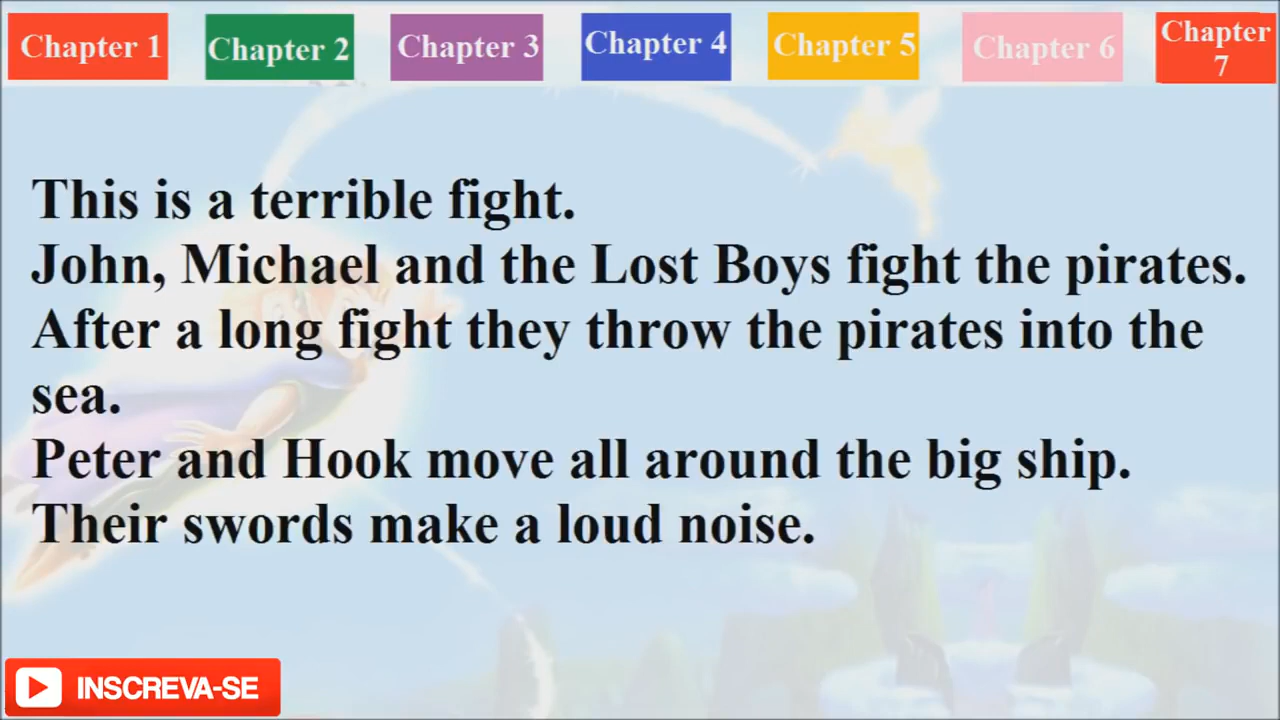 Chapter 1
Chapter 2
Chapter 3
Chapter 4
Chapter 5
Chapter 6
Chapter
7
This is a terrible fight.
John, Michael and the Lost Boys fight the pirates.
After a long fight they throw the pirates into the
sea.
Peter and Hook move all around the big ship.
Their swords make a loud noise.
INSCREVA-SE